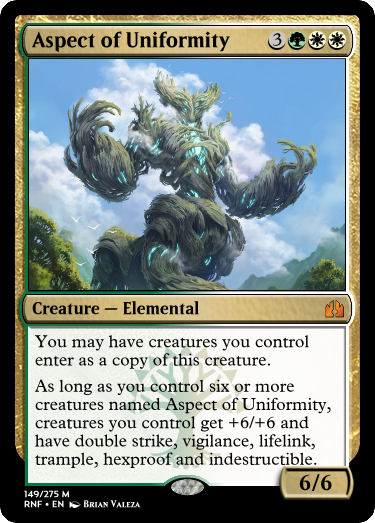 Aspect of Uniformity 3
Creature — Elemental
You may have creatures you control
enter as a copy of this creature.
As long as you control six or more
creatures named Aspect of Uniformity,
creatures you control get +6/+6 and
have double strike, vigilance, lifelink,
trample, hexproof and indestructible.
6/6
149/275 M
RNF • EN Brian Valeza